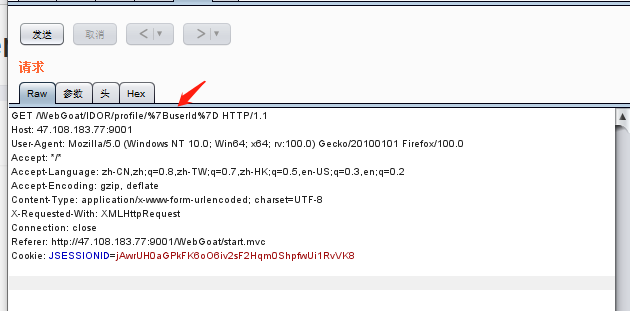 发送
取消
<
>
请求
Raw
参数
头
Hex
GET /WebGoat/IDOR/profile/%7BuserId%7D HTTP/1.1
Host: 47.108.183.77:9001
User-Agent: Mozilla/5.0 (Windows NT 10.0; Win64; x64; rv:100.0) Gecko/20100101 Firefox/100.0
Accept: */*
Accept-Language: zh-CN,zh;q=0.8,zh-TW;q=0.7,zh-HK;q=0.5,en-US;q=0.3,en;q=0.2
Accept-Encoding: gzip, deflate
Content-Type: application/x-www-form-urlencoded; charset=UTF-8
X-Requested-With: XMLHttpRequest
Connection: close
Referer: http://47.108.183.77:9001/WebGoat/start.mvc
Cookie: JSESSIONID=jAwrUH0aGPkFK6oO6iv2sF2Hqm0ShpfwUi1RvVK8